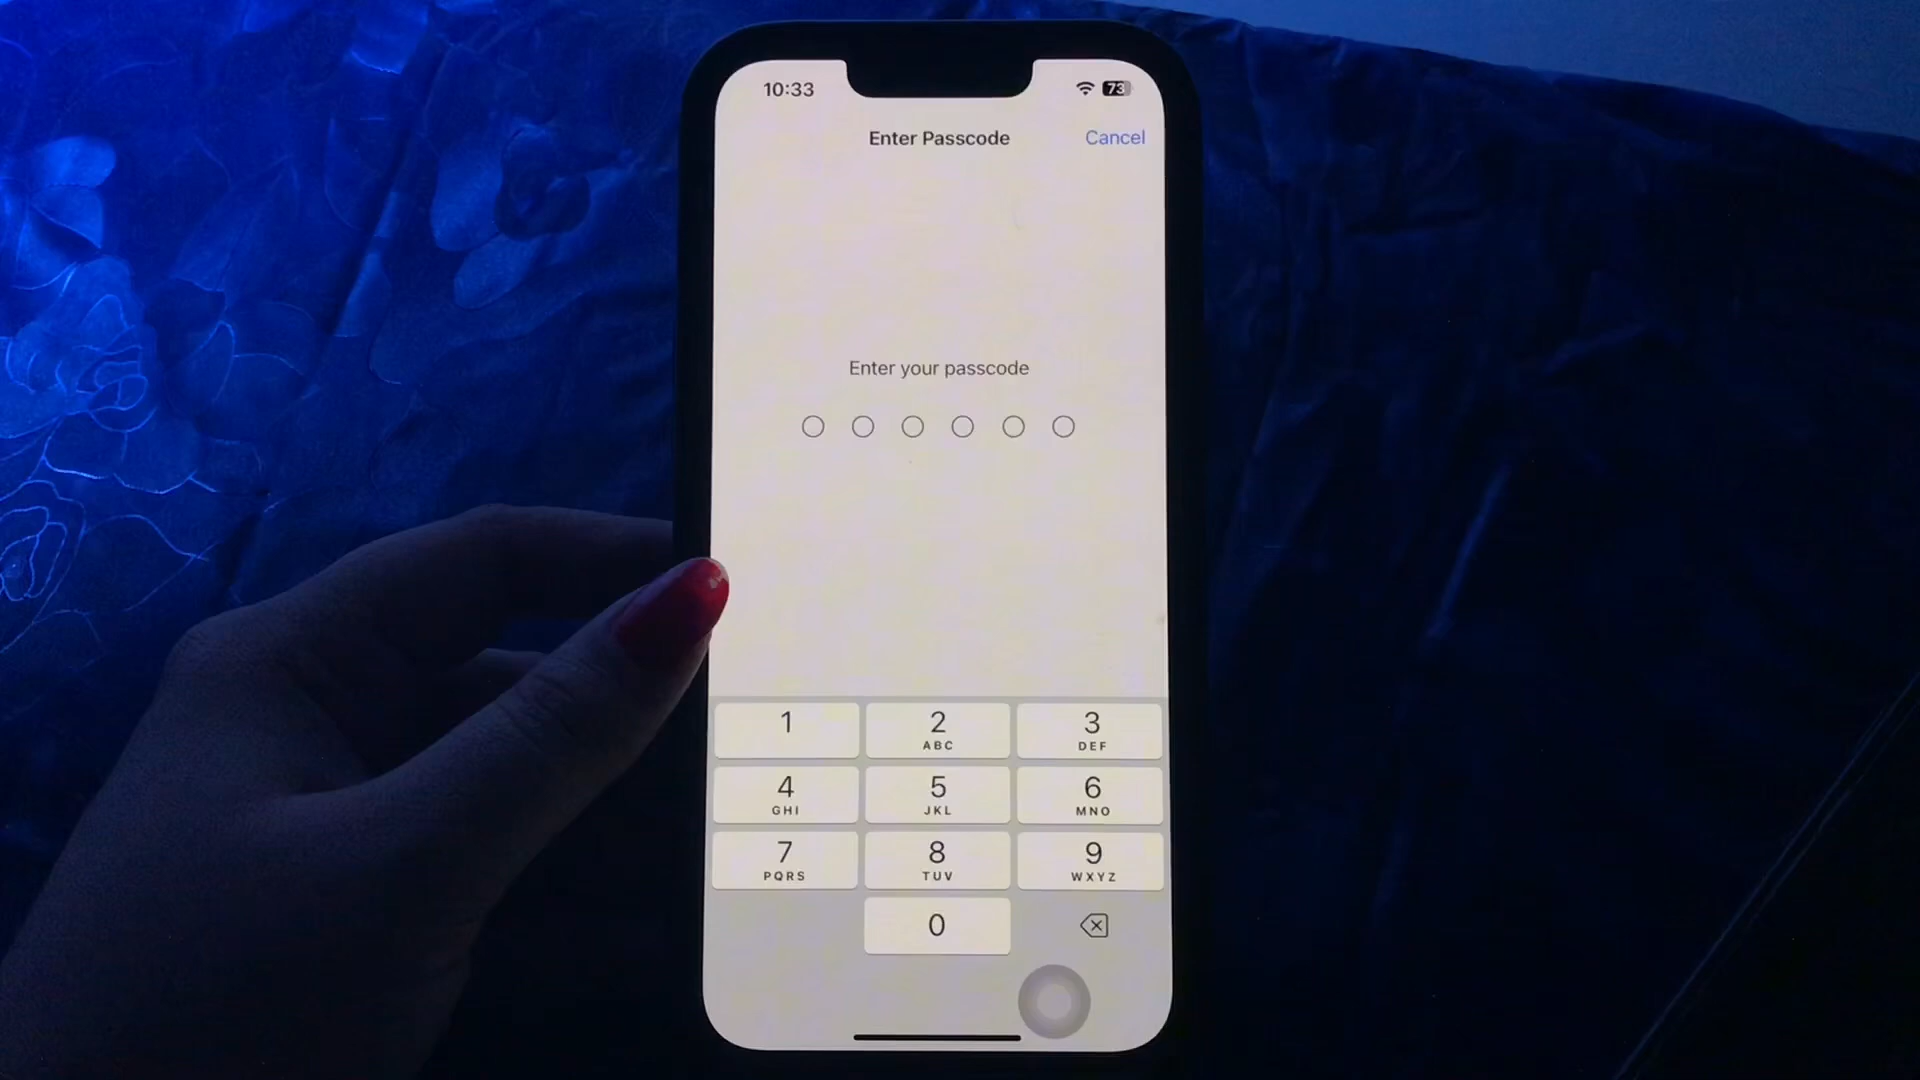 10:33
73
Enter Passcode
Cancel
Enter your passcode
1
2
ABC
3
DEF
4
GHI
5
JKL
6
MNO
7
PQRS
8
TUV
9
WXYZ
0